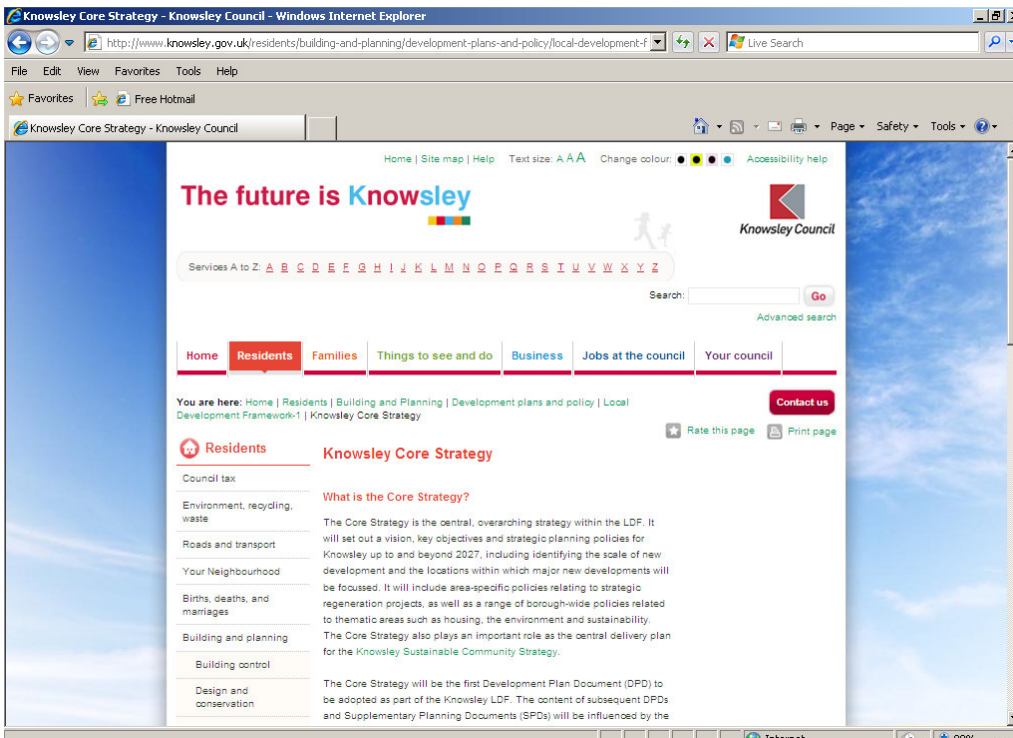 Knowsley Core Strategy - Knowsley Council - Windows Internet Explorer
http://www.knowsley.gov.uk/residents/building-and-planning/development-plans-and-policy/local-development-f
Live Search
File Edit View Favorites Tools Help
Favorites Free Hotmail
Knowsley Core Strategy - Knowsley Council
Page Safety Tools
Home | Site map | Help Text size: A A A Change colour: Accessibility help
The future is Knowsley
Knowsley Council
Services A to Z: A B C D E F G H I J K L M N O P Q R S T U V W X Y Z
Search: Go
Advanced search
Home Residents Families Things to see and do Business Jobs at the council Your council
You are here: Home | Residents | Building and Planning | Development plans and policy | Local
Development Framework-1 | Knowsley Core Strategy
Contact us
Rate this page Print page
Residents
Council tax
Environment, recycling,
waste
Roads and transport
Your Neighbourhood
Births, deaths, and
marriages
Building and planning
Building control
Design and
conservation
Knowsley Core Strategy
What is the Core Strategy?
The Core Strategy is the central, overarching strategy within the LDF. It
will set out a vision, key objectives and strategic planning policies for
Knowsley up to and beyond 2027, including identifying the scale of new
development and the locations within which major new developments will
be focussed. It will include area-specific policies relating to strategic
regeneration projects, as well as a range of borough-wide policies related
to thematic areas such as housing, the environment and sustainability.
The Core Strategy also plays an important role as the central delivery plan
for the Knowsley Sustainable Community Strategy.
The Core Strategy will be the first Development Plan Document (DPD) to
be adopted as part of the Knowsley LDF. The content of subsequent DPDs
and Supplementary Planning Documents (SPDs) will be influenced by the